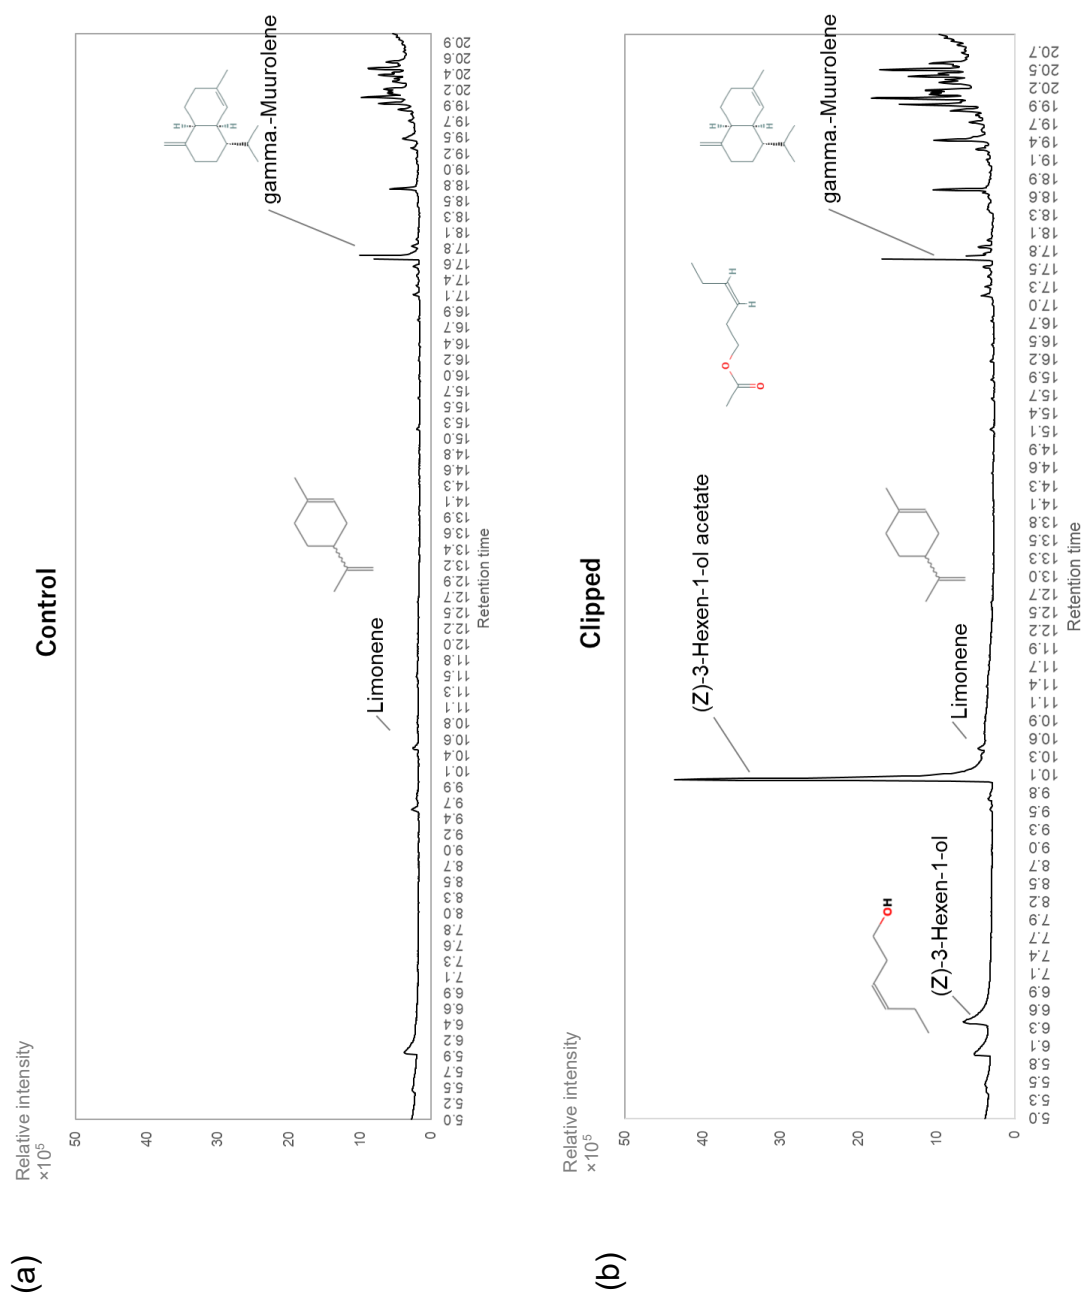 (a)
Control
Relative intensity
×10⁵
50
40
30
20
10
0
gamma.-Muurolene
Limonene
H
H
5.0 5.2 5.5 5.7 5.9 6.2 6.4 6.6 6.9 7.1 7.3 7.6 7.8 8.0 8.3 8.5 8.7 9.0 9.2 9.4 9.7 9.9 10.1 10.4 10.6 10.8 11.1 11.3 11.5 11.8 12.0 12.2 12.5 12.7 12.9 13.2 13.4 13.6 13.9 14.1 14.3 14.6 14.8 15.0 15.3 15.5 15.7 16.0 16.2 16.4 16.7 16.9 17.1 17.4 17.6 17.8 18.1 18.3 18.5 18.8 19.0 19.2 19.5 19.7 19.9 20.2 20.4 20.6 20.9
Retention time
(b)
Clipped
Relative intensity
×10⁵
50
40
30
20
10
0
(Z)-3-Hexen-1-ol acetate
gamma.-Muurolene
(Z)-3-Hexen-1-ol
Limonene
OH
O
O
H
H
H
H
5.0 5.3 5.5 5.8 6.1 6.3 6.6 6.9 7.1 7.4 7.7 7.9 8.2 8.5 8.7 9.0 9.3 9.5 9.8 10.1 10.3 10.6 10.9 11.1 11.4 11.7 11.9 12.2 12.5 12.7 13.0 13.3 13.5 13.8 14.1 14.3 14.6 14.9 15.1 15.4 15.7 15.9 16.2 16.5 16.7 17.0 17.3 17.5 17.8 18.1 18.3 18.6 18.9 19.1 19.4 19.7 19.9 20.2 20.5 20.7
Retention time